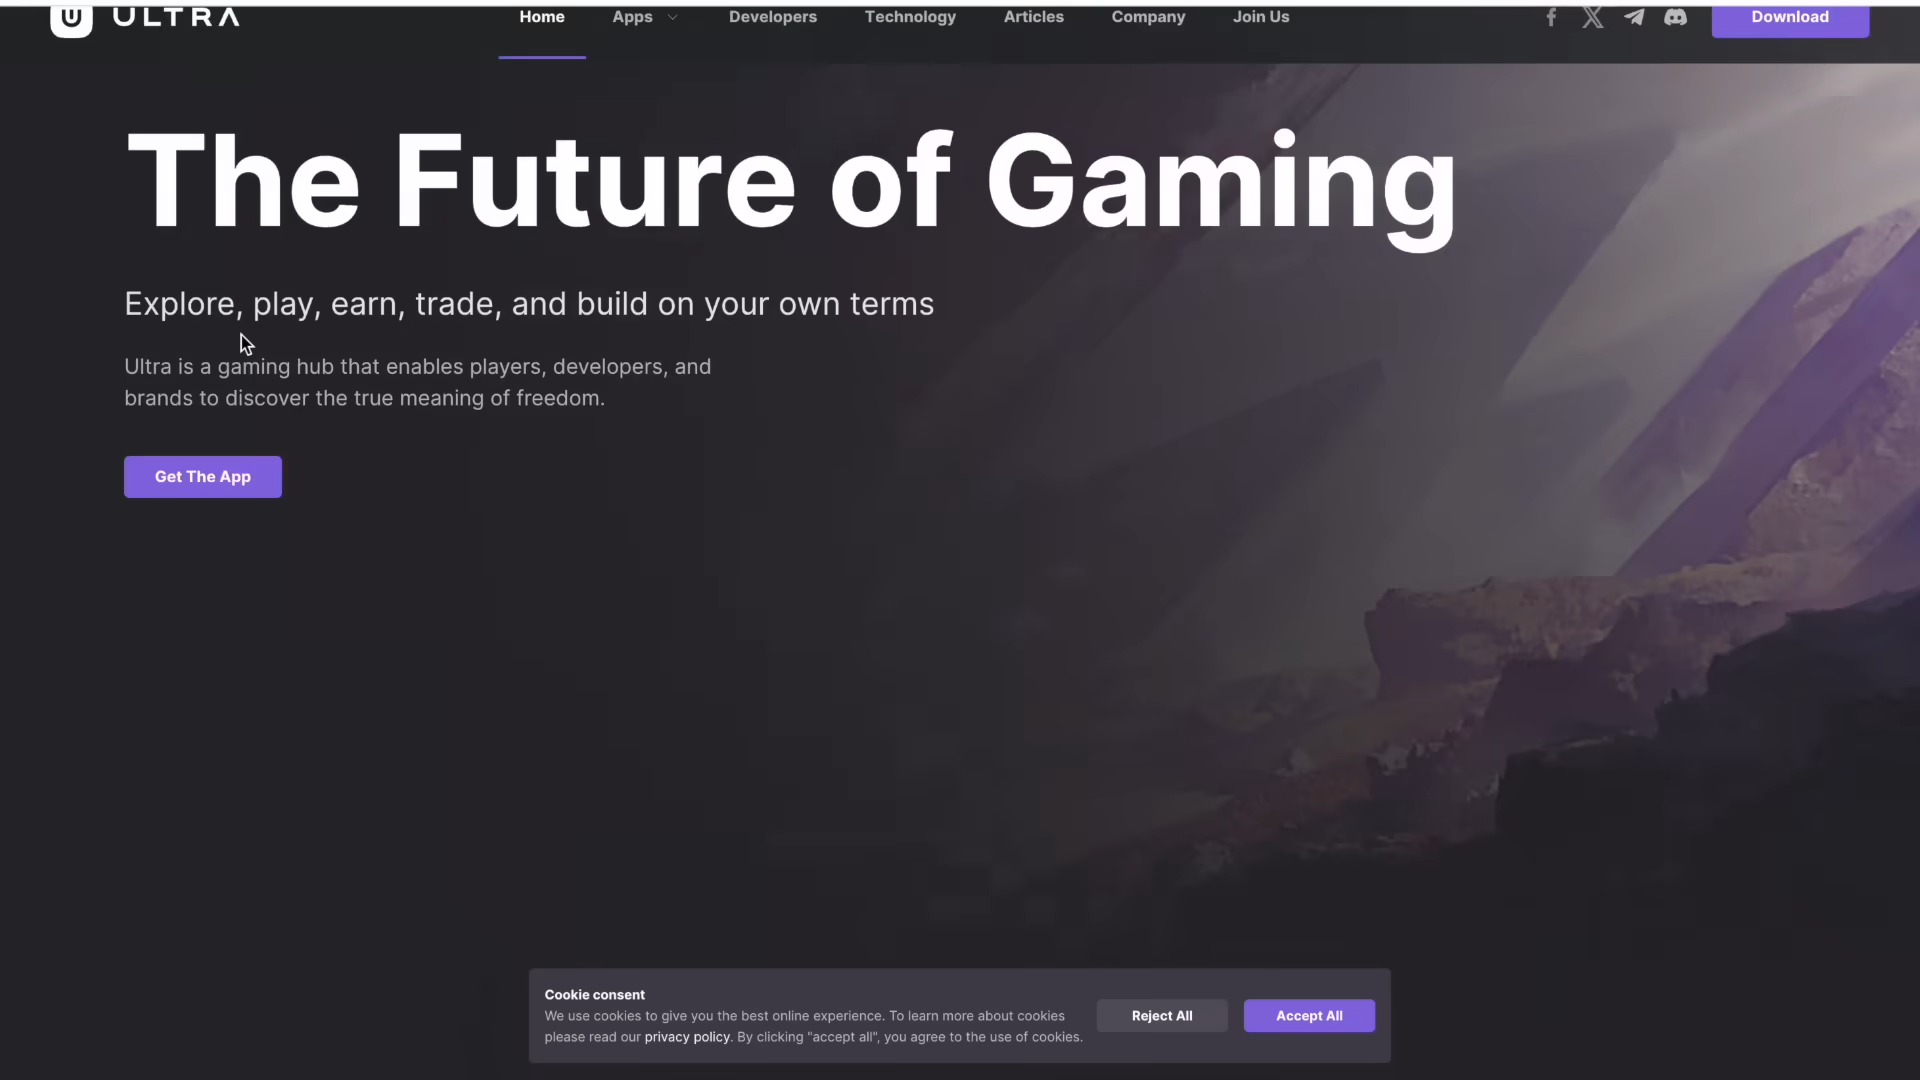 ULTRA
Home Apps Developers Technology Articles Company Join Us Download
The Future of Gaming
Explore, play, earn, trade, and build on your own terms
Ultra is a gaming hub that enables players, developers, and
brands to discover the true meaning of freedom.
Get The App
Cookie consent
We use cookies to give you the best online experience. To learn more about cookies
please read our privacy policy. By clicking "accept all", you agree to the use of cookies.
Reject All Accept All